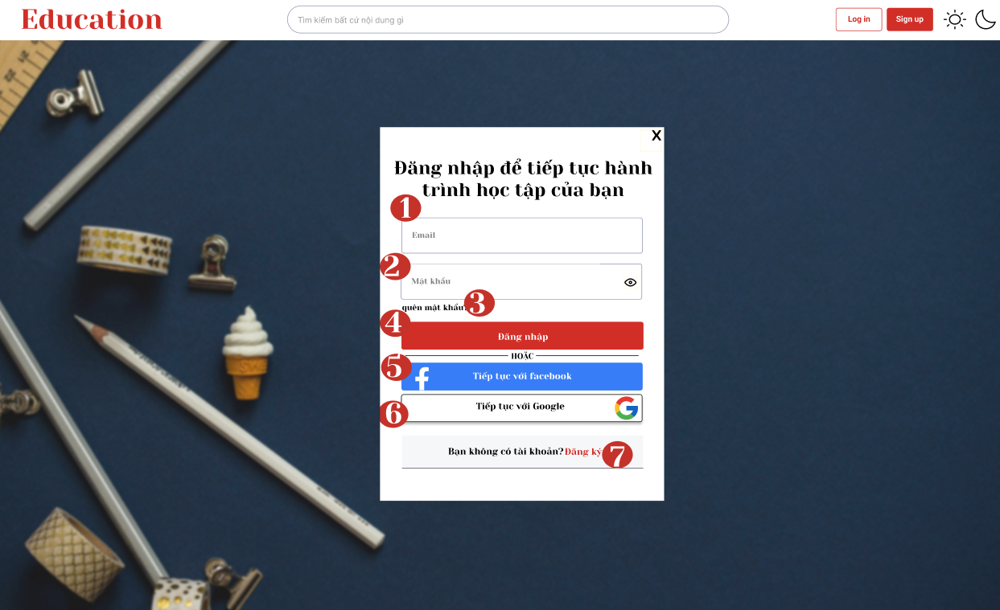 Education
Tìm kiếm bất cứ nội dung gì
Log in
Sign up
X
Đăng nhập để tiếp tục hành
trình học tập của bạn
1
Email
2
Mật khẩu
quên mật khẩu?
3
4
Đăng nhập
HOẶC
5
Tiếp tục với facebook
6
Tiếp tục với Google
Bạn không có tài khoản? Đăng ký
7